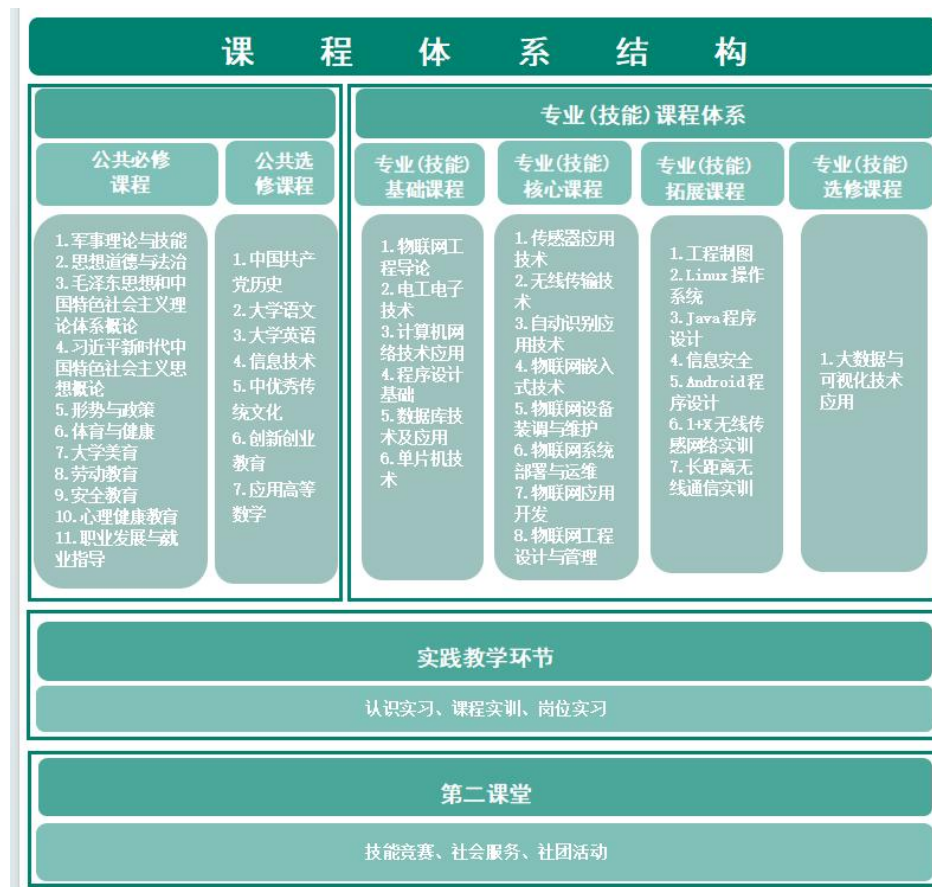 课程体系结构
专业(技能)课程体系
公共必修
课程
公共选
修课程
专业(技能)
基础课程
专业(技能)
核心课程
专业(技能)
拓展课程
专业(技能)
选修课程
1.军事理论与技能
2.思想道德与法治
3.毛泽东思想和中
国特色社会主义理
论体系概论
4.习近平新时代中
国特色社会主义思
想概论
5.形势与政策
6.体育与健康
7.大学美育
8.劳动教育
9.安全教育
10.心理健康教育
11.职业发展与就
业指导
1.中国共产
党历史
2.大学语文
3.大学英语
4.信息技术
5.中优秀传
统文化
6.创新创业
教育
7.应用高等
数学
1.物联网工
程导论
2.电工电子
技术
3.计算机网
络技术应用
4.程序设计
基础
5.数据库技
术及应用
6.单片机技
术
1.传感器应用
技术
2.无线传输技
术
3.自动识别应
用技术
4.物联网嵌入
式技术
5.物联网设备
装调与维护
6.物联网系统
部署与运维
7.物联网应用
开发
8.物联网工程
设计与管理
1.工程制图
2.Linux操作
系统
3.Java程序
设计
4.信息安全
5.Android程
序设计
6.1+X无线传
感网络实训
7.长距离无
线通信实训
1.大数据与
可视化技术
应用
实践教学环节
认识实习、课程实训、岗位实习
第二课堂
技能竞赛、社会服务、社团活动